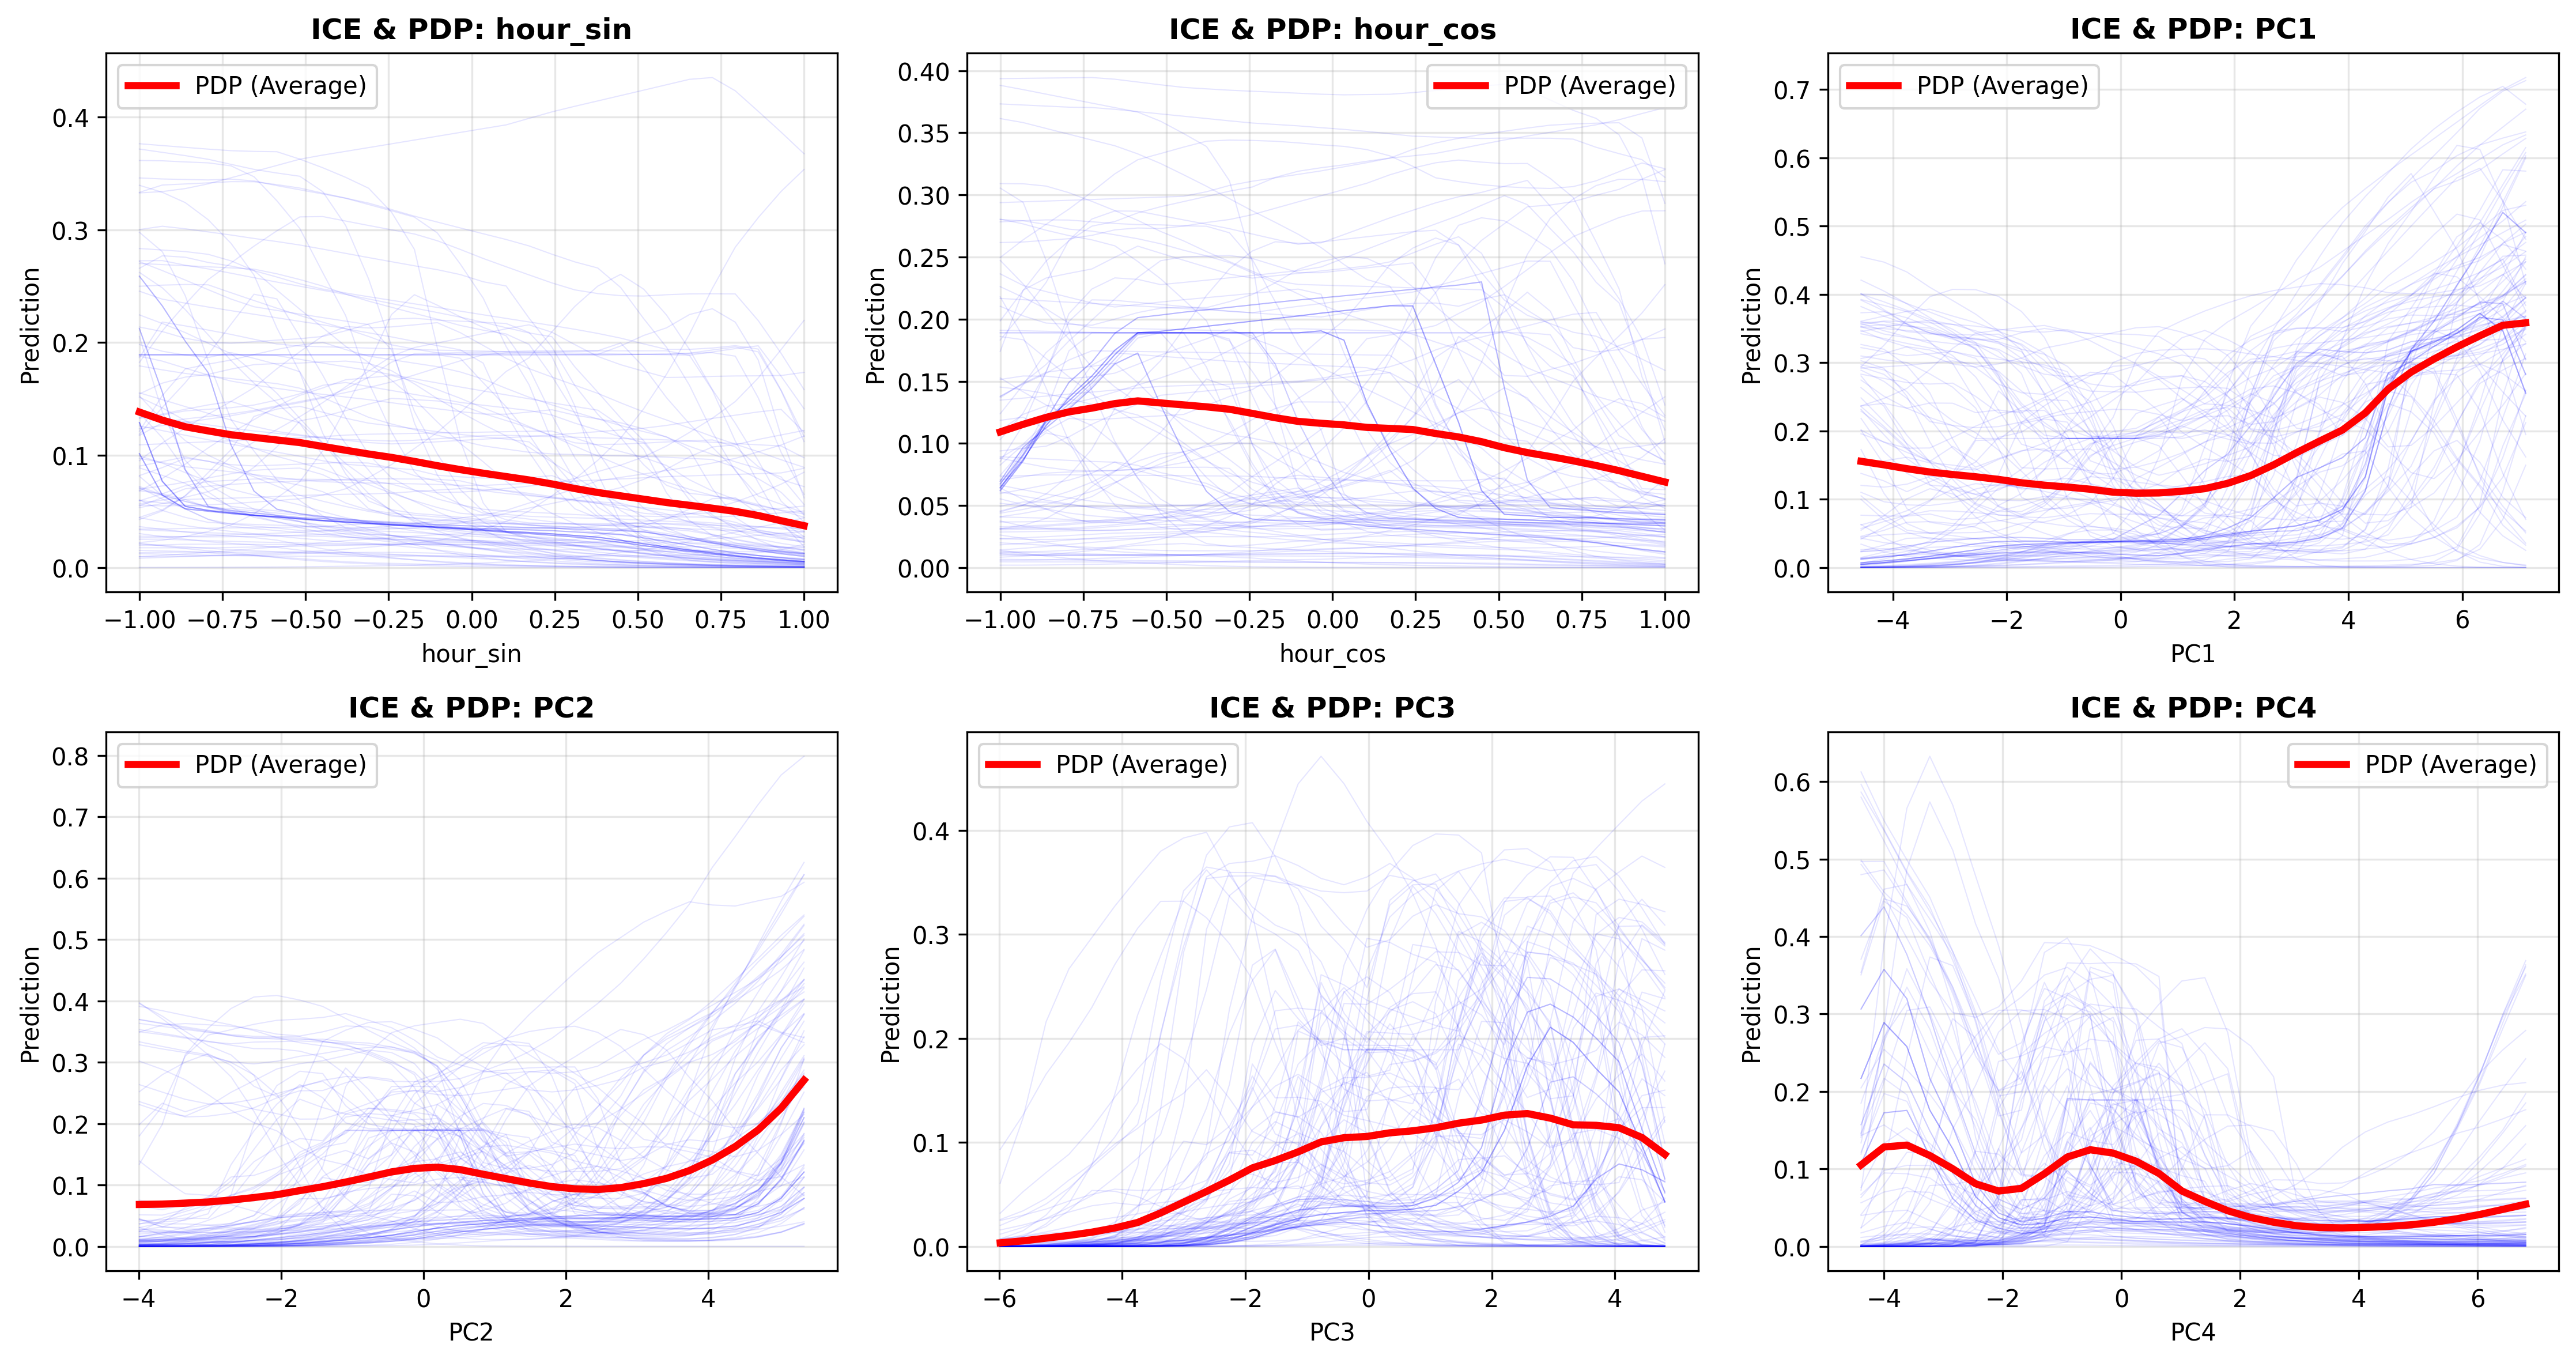 ICE & PDP: hour_sin
PDP (Average)
Prediction
0.4
0.3
0.2
0.1
0.0
−1.00 −0.75 −0.50 −0.25 0.00 0.25 0.50 0.75 1.00
hour_sin
ICE & PDP: hour_cos
PDP (Average)
Prediction
0.40
0.35
0.30
0.25
0.20
0.15
0.10
0.05
0.00
−1.00 −0.75 −0.50 −0.25 0.00 0.25 0.50 0.75 1.00
hour_cos
ICE & PDP: PC1
PDP (Average)
Prediction
0.7
0.6
0.5
0.4
0.3
0.2
0.1
0.0
−4 −2 0 2 4 6
PC1
ICE & PDP: PC2
PDP (Average)
Prediction
0.8
0.7
0.6
0.5
0.4
0.3
0.2
0.1
0.0
−4 −2 0 2 4
PC2
ICE & PDP: PC3
PDP (Average)
Prediction
0.4
0.3
0.2
0.1
0.0
−6 −4 −2 0 2 4
PC3
ICE & PDP: PC4
PDP (Average)
Prediction
0.6
0.5
0.4
0.3
0.2
0.1
0.0
−4 −2 0 2 4 6
PC4